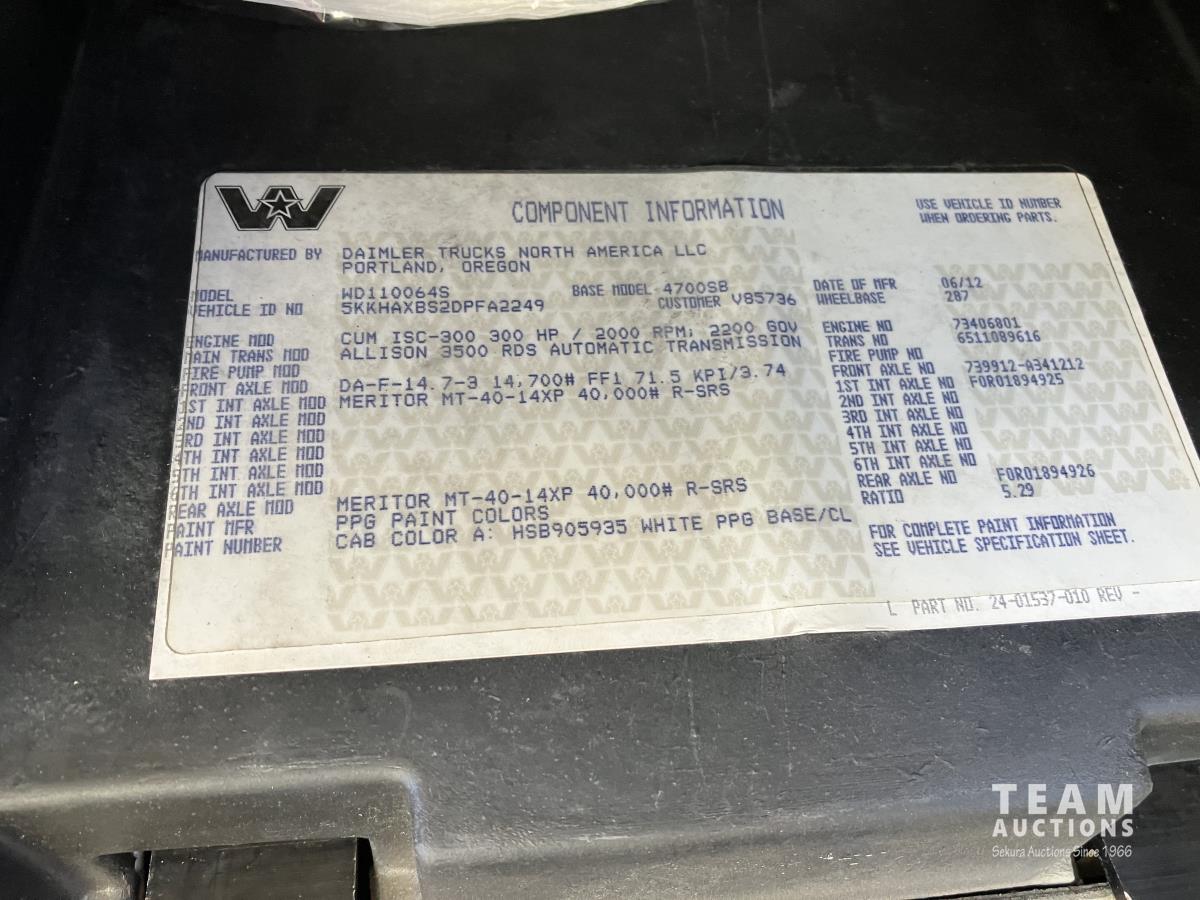 COMPONENT INFORMATION
USE VEHICLE ID NUMBER
WHEN ORDERING PARTS.
MANUFACTURED BY DAIMLER TRUCKS NORTH AMERICA LLC
PORTLAND, OREGON
MODEL WD110064S BASE MODEL 4700SB DATE OF MFR 06/12
VEHICLE ID NO 5KKHAXBS2DPFA2249 CUSTOMER V85736 WHEELBASE 287
ENGINE MOD CUM ISC-300 300 HP / 2000 RPM; 2200 GOV ENGINE NO 73406801
MAIN TRANS MOD ALLISON 3500 RDS AUTOMATIC TRANSMISSION TRANS NO 6511089616
FIRE PUMP MOD FIRE PUMP NO
FRONT AXLE MOD DA-F-14.7-3 14,700# FF1 71.5 KPI/3.74 FRONT AXLE NO 739912-A341212
1ST INT AXLE MOD MERITOR MT-40-14XP 40,000# R-SRS 1ST INT AXLE NO F0R01894925
2ND INT AXLE MOD 2ND INT AXLE NO
3RD INT AXLE MOD 3RD INT AXLE NO
4TH INT AXLE MOD 4TH INT AXLE NO
5TH INT AXLE MOD 5TH INT AXLE NO
6TH INT AXLE MOD 6TH INT AXLE NO
REAR AXLE MOD MERITOR MT-40-14XP 40,000# R-SRS REAR AXLE NO F0R01894926
PAINT MFR PPG PAINT COLORS RATIO 5.29
PAINT NUMBER CAB COLOR A: HSB905935 WHITE PPG BASE/CL
FOR COMPLETE PAINT INFORMATION
SEE VEHICLE SPECIFICATION SHEET.
L PART NO. 24-01537-010 REV -
TEAM
AUCTIONS
Sekura Auctions Since 1966